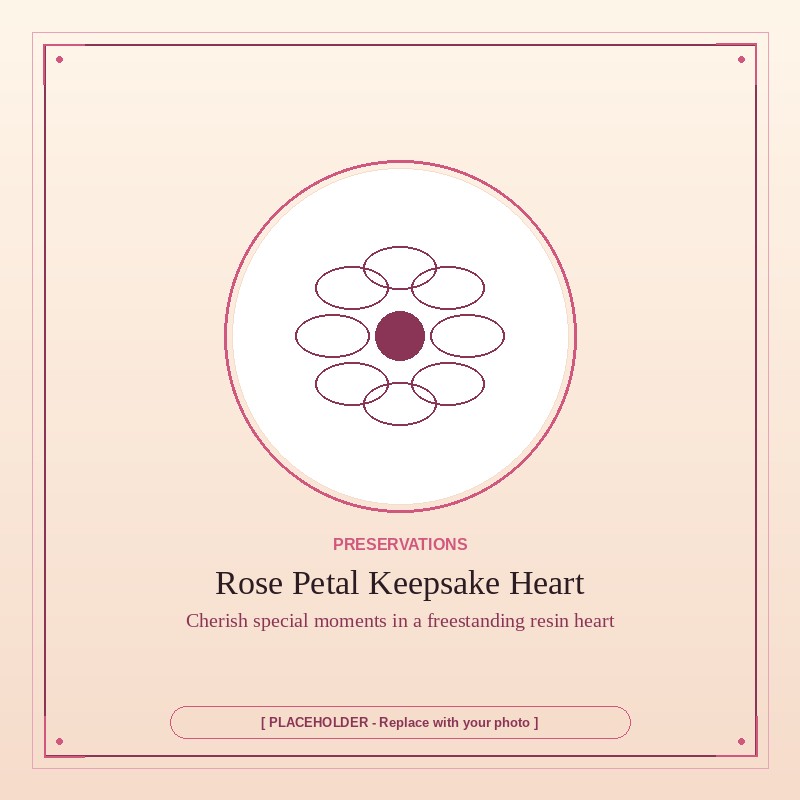 PRESERVATIONS
Rose Petal Keepsake Heart
Cherish special moments in a freestanding resin heart
[ PLACEHOLDER - Replace with your photo ]